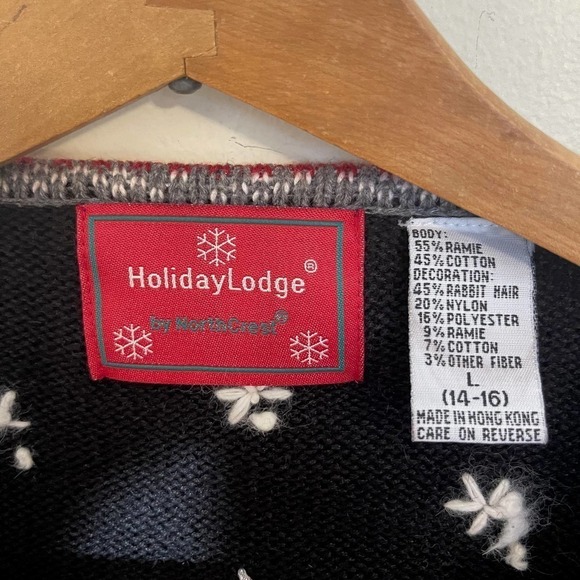 HolidayLodge®
by NorthCrest®
BODY:
55% RAMIE
45% COTTON
DECORATION:
45% RABBIT HAIR
20% NYLON
16% POLYESTER
9% RAMIE
7% COTTON
3% OTHER FIBER
L
(14-16)
MADE IN HONG KONG
CARE ON REVERSE